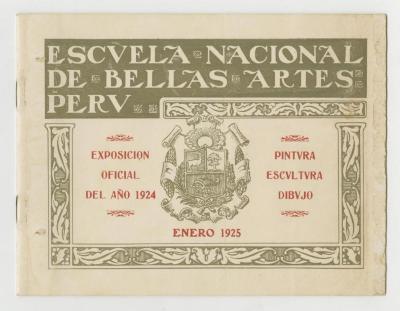 ESCVELA NACIONAL
DE BELLAS ARTES
PERV
EXPOSICION
OFICIAL
DEL AÑO 1924
PINTVRA
ESCVLTVRA
DIBVJO
ENERO 1925